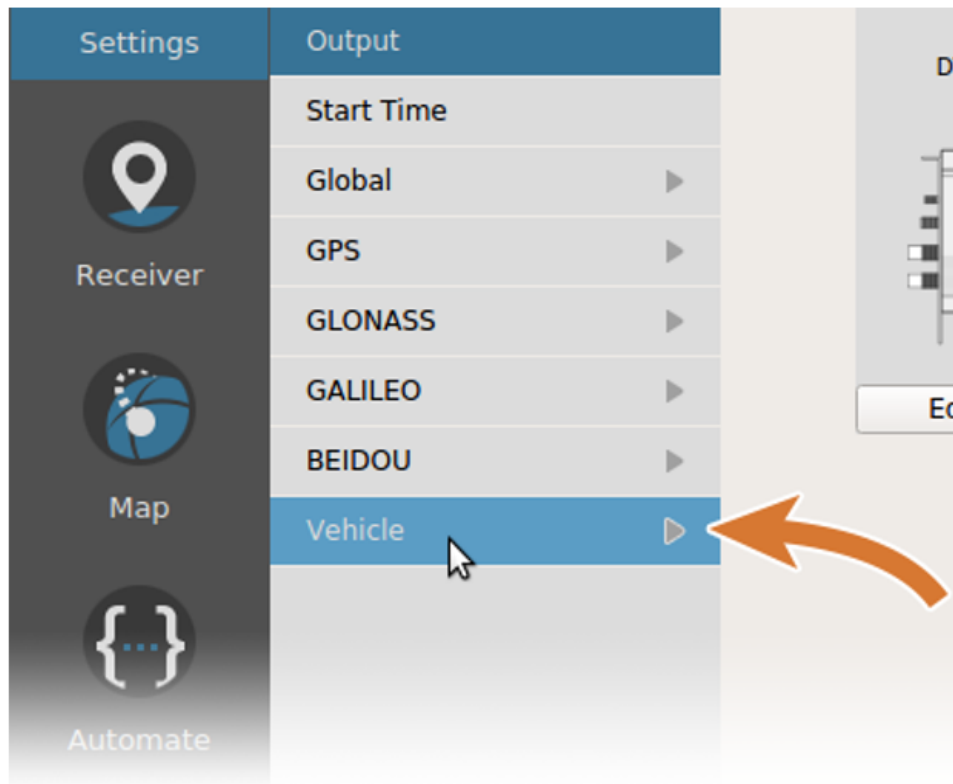 Settings
Receiver
Map
Automate
Output
Start Time
Global
GPS
GLONASS
GALILEO
BEIDOU
Vehicle